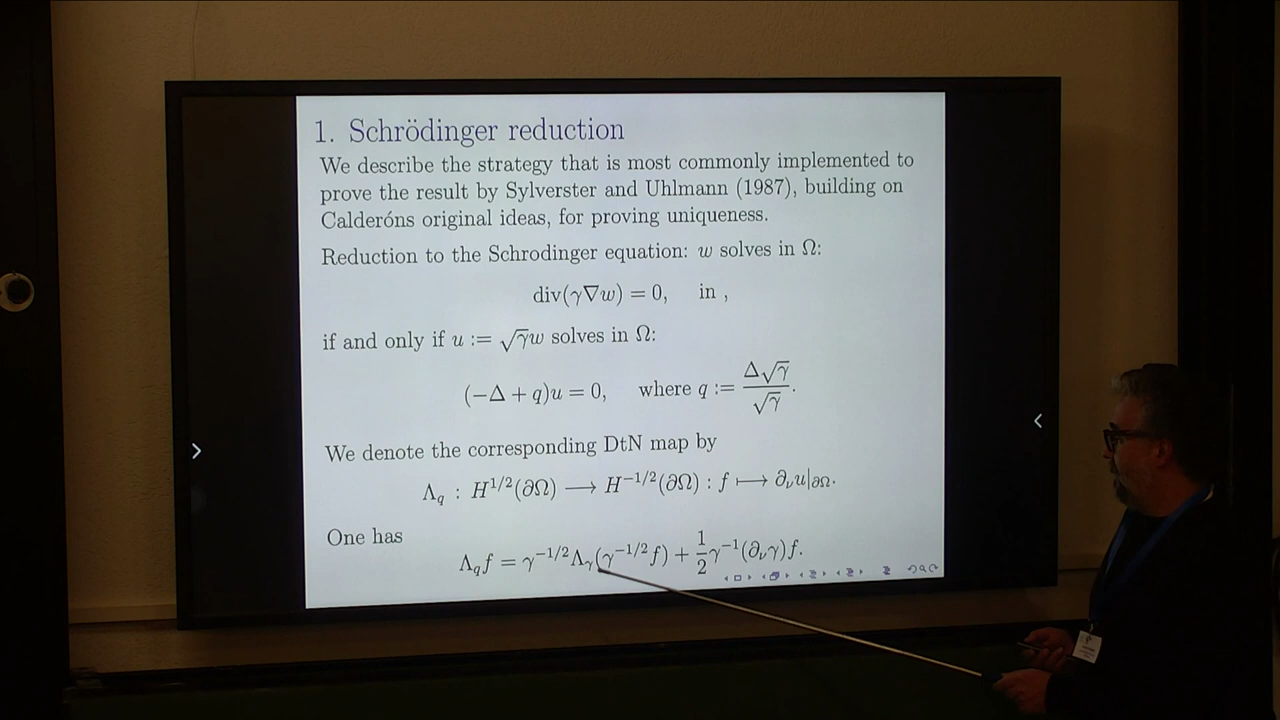 1. Schrödinger reduction
We describe the strategy that is most commonly implemented to
prove the result by Sylverster and Uhlmann (1987), building on
Calderóns original ideas, for proving uniqueness.
Reduction to the Schrodinger equation: w solves in Ω:
div(γ∇w) = 0, in ,
if and only if u := √γw solves in Ω:
(−Δ + q)u = 0, where q := Δ√γ/√γ.
We denote the corresponding DtN map by
Λ_q : H^{1/2}(∂Ω) ⟶ H^{−1/2}(∂Ω) : f ⟼ ∂_νu|_{∂Ω}.
One has
Λ_q f = γ^{−1/2}Λ_γ(γ^{−1/2}f) + 1/2 γ^{−1}(∂_νγ)f.